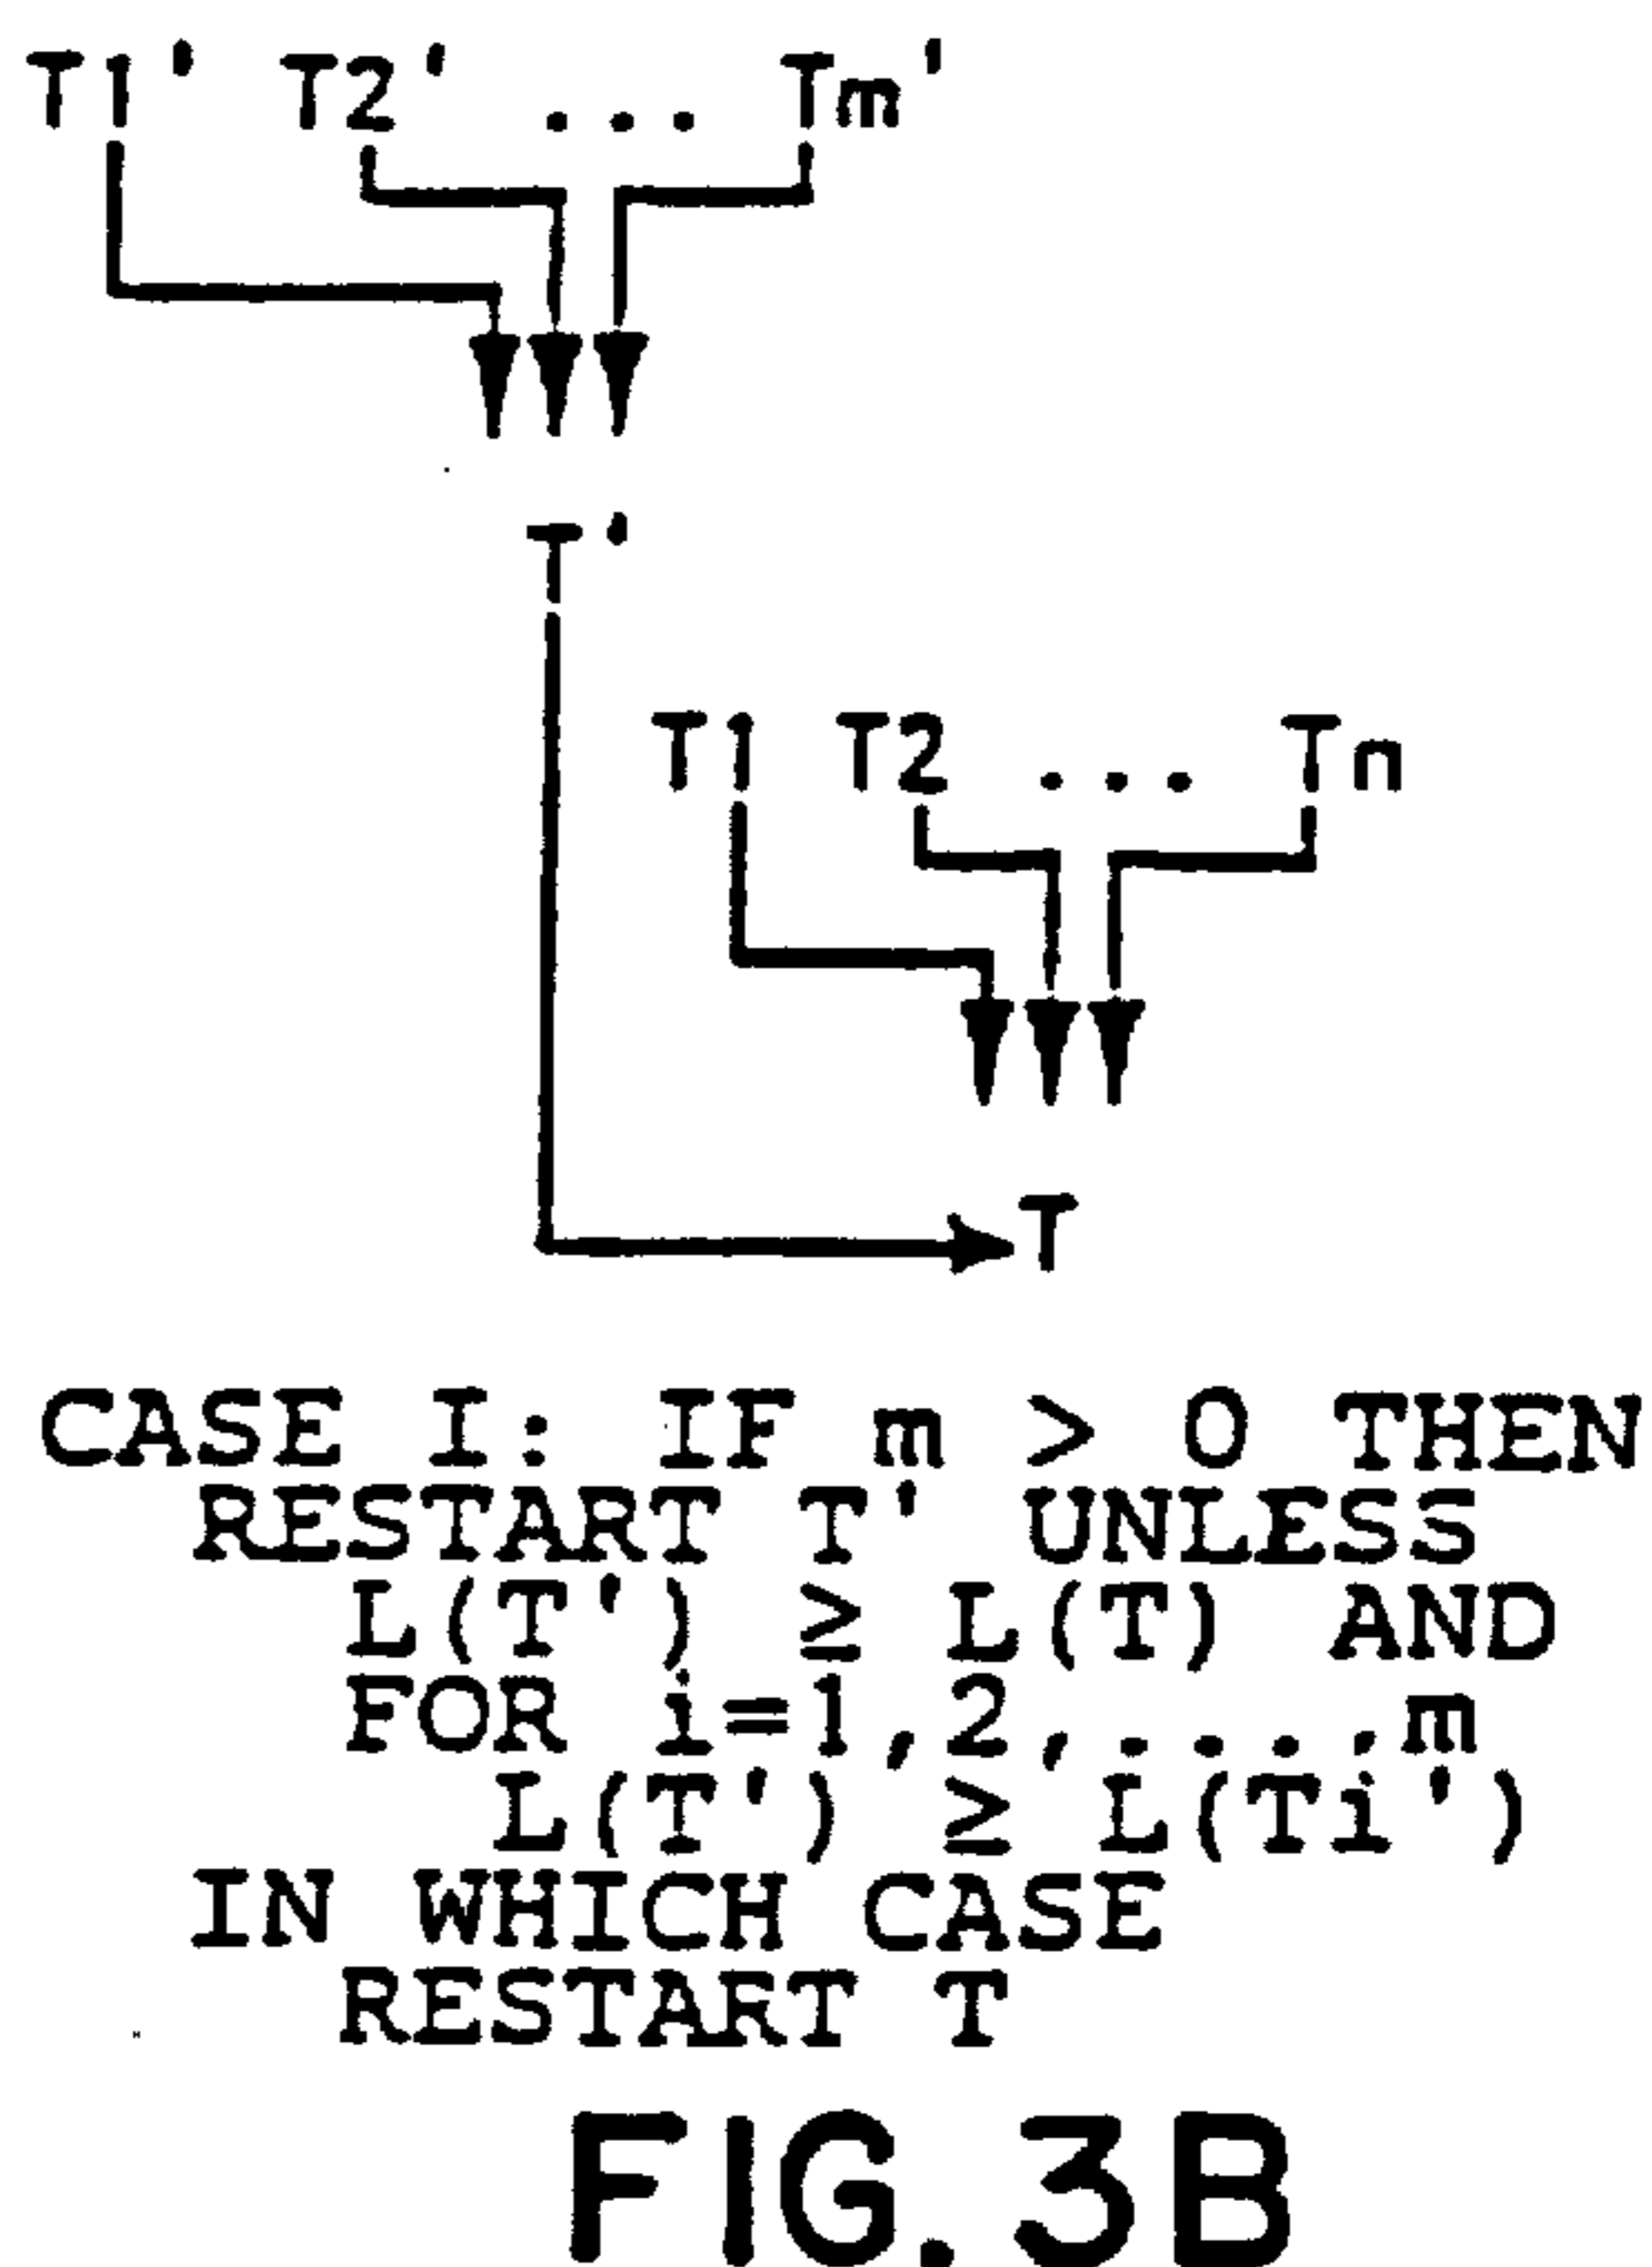 T1' T2' ... Tm'
T'
T1 T2 ... Tn
T
CASE I: IF m > 0 THEN
RESTART T' UNLESS
L(T') ≥ L(T) AND
FOR i=1,2,...,m
L(T') ≥ L(Ti')
IN WHICH CASE
RESTART T
FIG. 3B